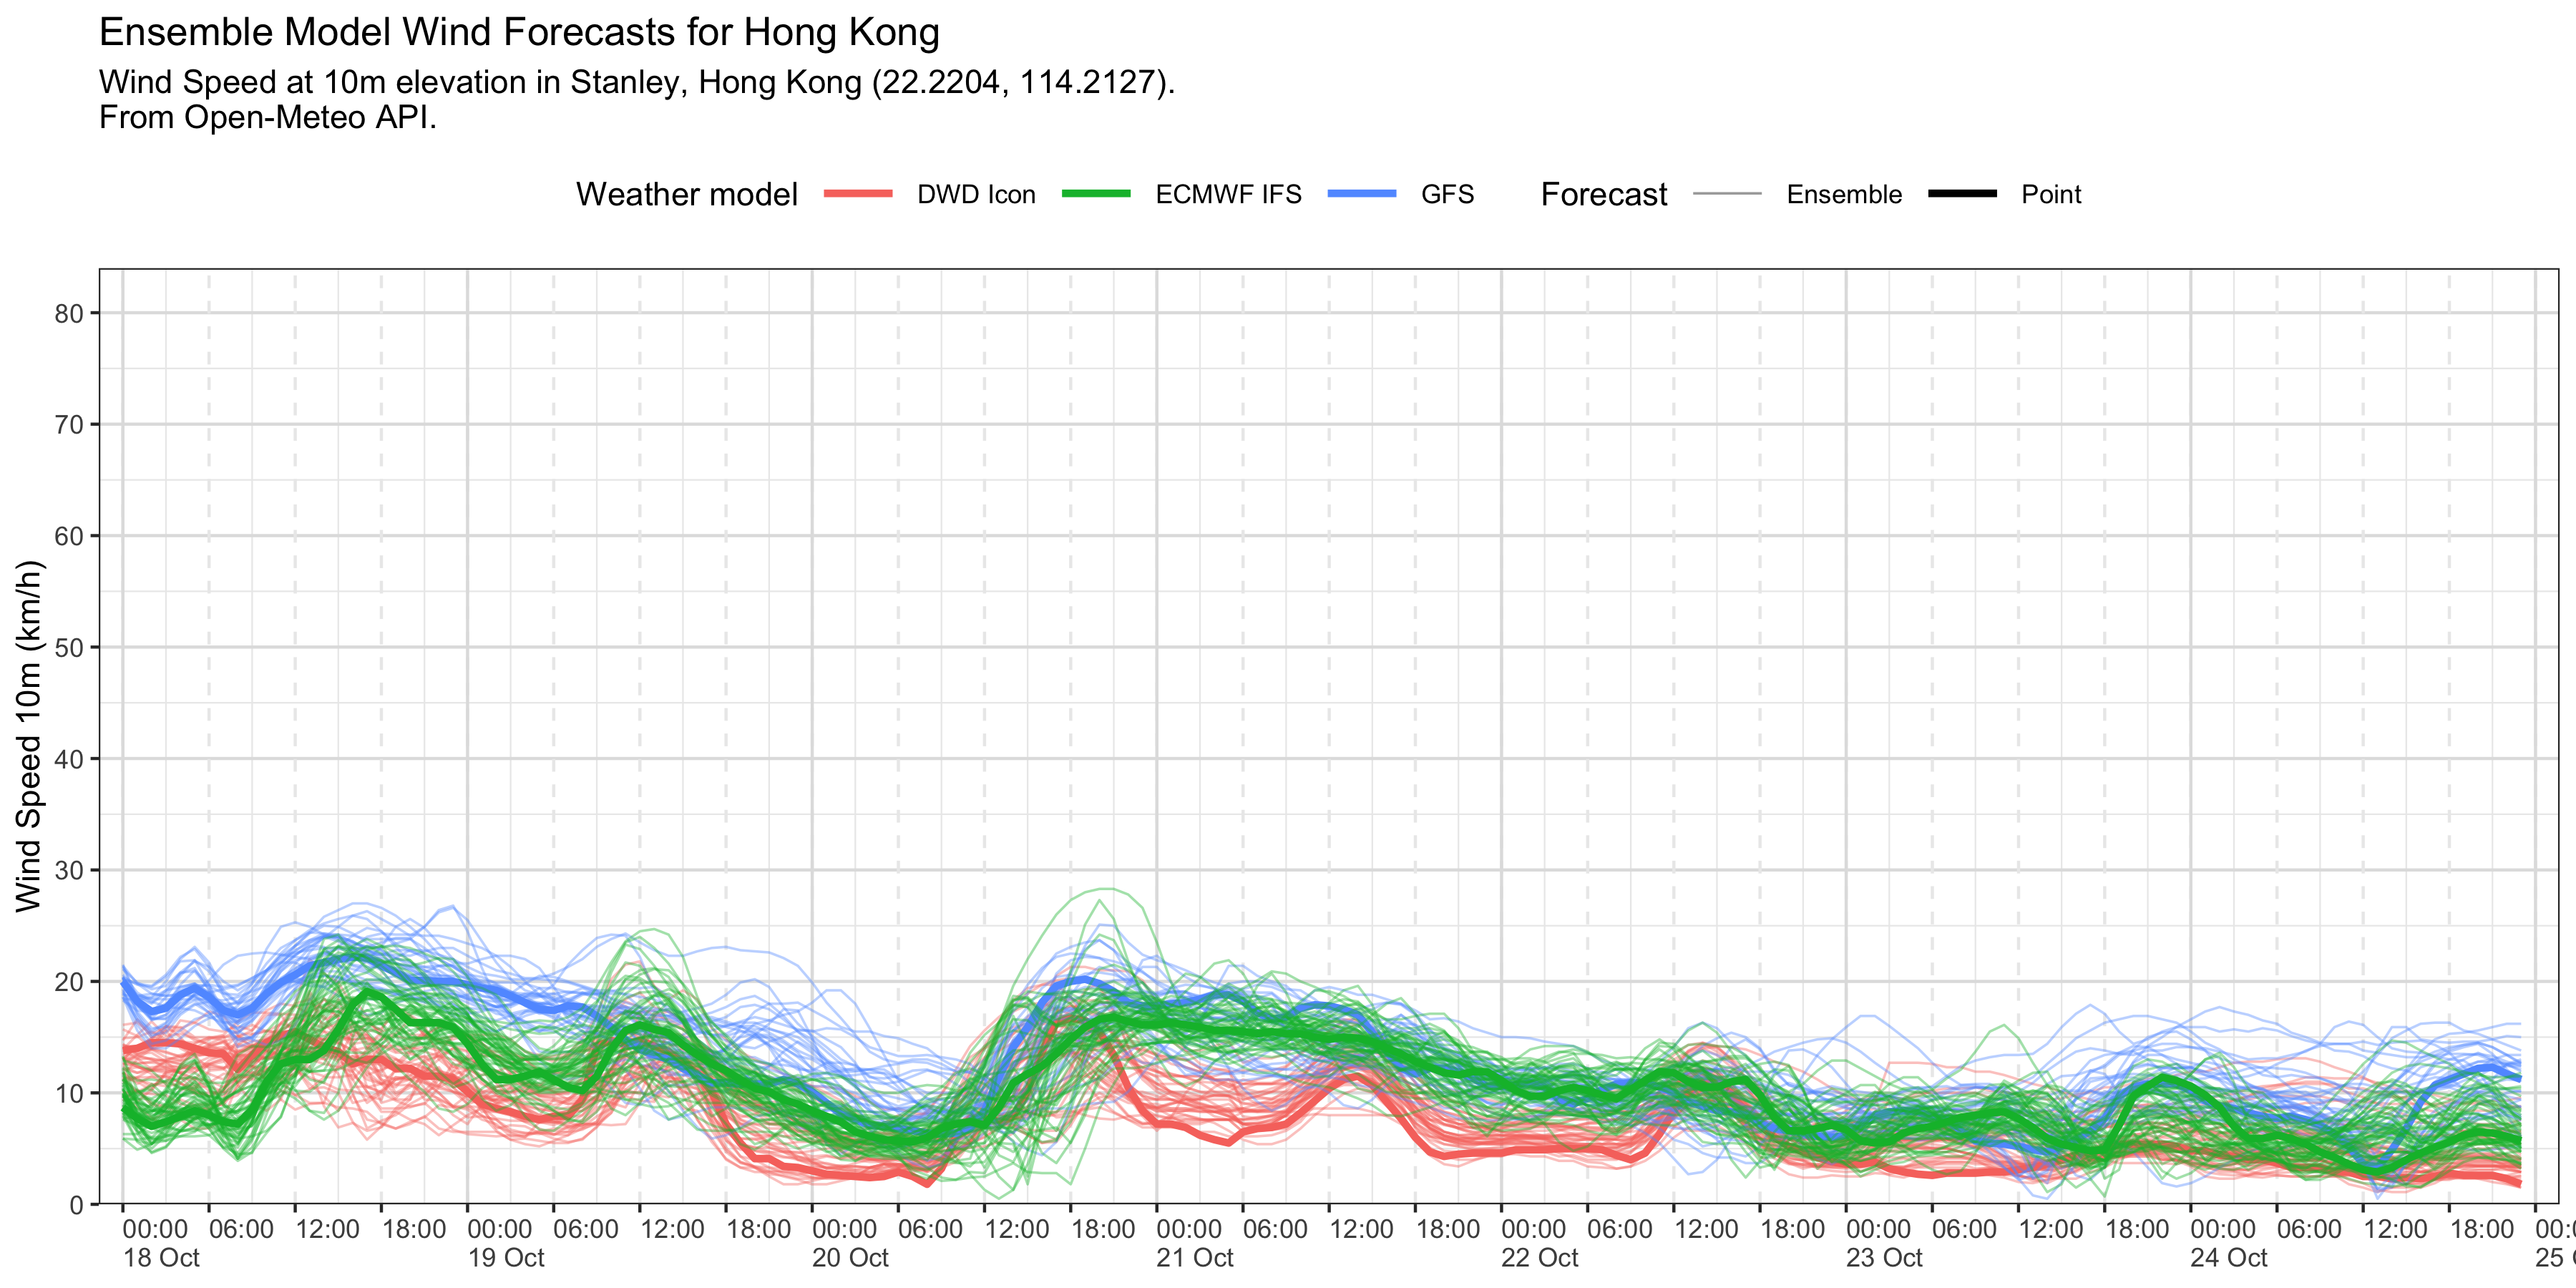 Ensemble Model Wind Forecasts for Hong Kong
Wind Speed at 10m elevation in Stanley, Hong Kong (22.2204, 114.2127).
From Open-Meteo API.
Weather model DWD Icon ECMWF IFS GFS Forecast Ensemble Point
Wind Speed 10m (km/h)
80
70
60
50
40
30
20
10
0
00:00 06:00 12:00 18:00 00:00 06:00 12:00 18:00 00:00 06:00 12:00 18:00 00:00 06:00 12:00 18:00 00:00 06:00 12:00 18:00 00:00 06:00 12:00 18:00 00:00 06:00 12:00 18:00
18 Oct 19 Oct 20 Oct 21 Oct 22 Oct 23 Oct 24 Oct 25